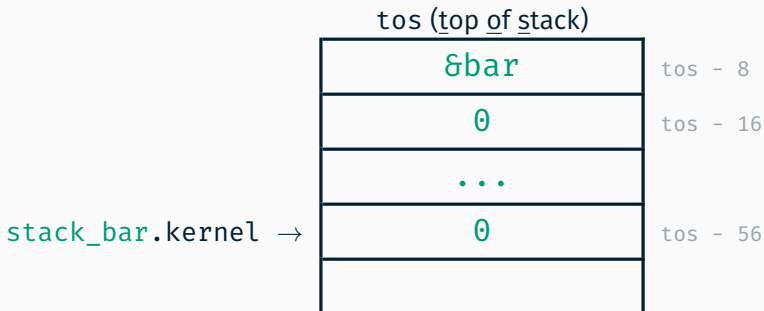 tos (top of stack)
&bar tos - 8
0 tos - 16
...
stack_bar.kernel → 0 tos - 56